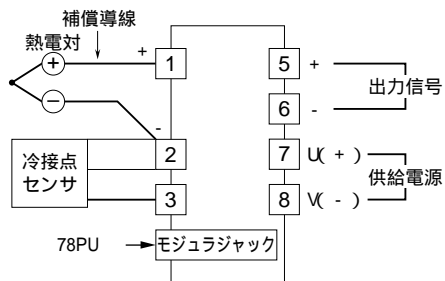 補償導線
熱電対
+
+
−
-
1
2
3
冷接点
センサ
5
+
6
-
出力信号
7
U( + )
8
V( - )
供給電源
78PU
モジュラジャック